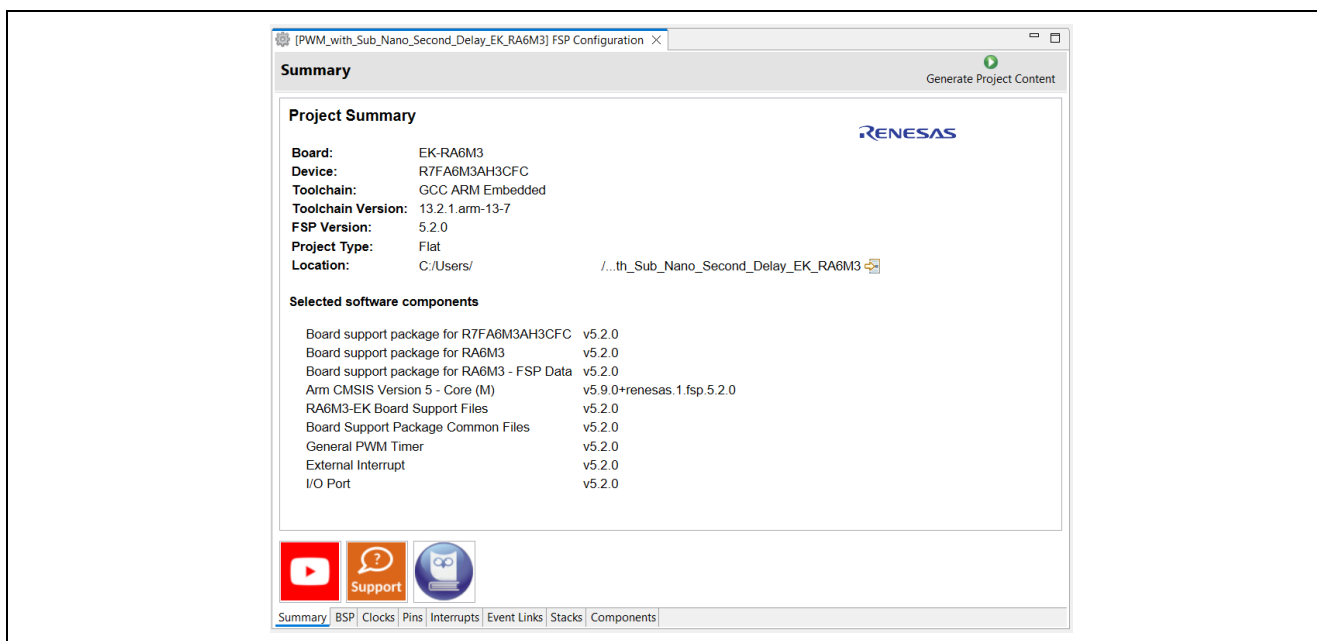 [PWM_with_Sub_Nano_Second_Delay_EK_RA6M3] FSP Configuration
Summary
Generate Project Content
Project Summary
RENESAS
Board: EK-RA6M3
Device: R7FA6M3AH3CFC
Toolchain: GCC ARM Embedded
Toolchain Version: 13.2.1.arm-13-7
FSP Version: 5.2.0
Project Type: Flat
Location: C:/Users/ /...th_Sub_Nano_Second_Delay_EK_RA6M3
Selected software components
Board support package for R7FA6M3AH3CFC v5.2.0
Board support package for RA6M3 v5.2.0
Board support package for RA6M3 - FSP Data v5.2.0
Arm CMSIS Version 5 - Core (M) v5.9.0+renesas.1.fsp.5.2.0
RA6M3-EK Board Support Files v5.2.0
Board Support Package Common Files v5.2.0
General PWM Timer v5.2.0
External Interrupt v5.2.0
I/O Port v5.2.0
?
Support
Summary BSP Clocks Pins Interrupts Event Links Stacks Components